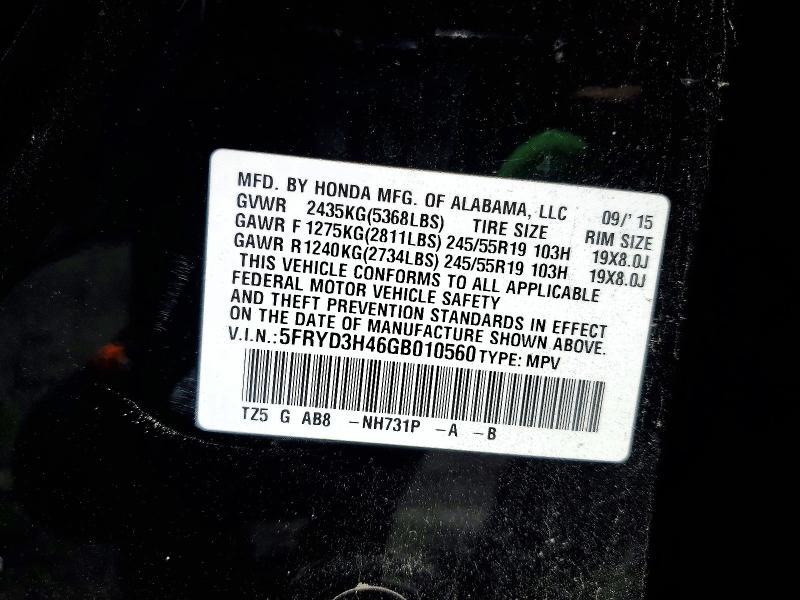 MFD. BY HONDA MFG. OF ALABAMA, LLC 09/' 15
GVWR 2435KG(5368LBS) TIRE SIZE RIM SIZE
GAWR F 1275KG(2811LBS) 245/55R19 103H 19X8.0J
GAWR R1240KG(2734LBS) 245/55R19 103H 19X8.0J
THIS VEHICLE CONFORMS TO ALL APPLICABLE
FEDERAL MOTOR VEHICLE SAFETY
AND THEFT PREVENTION STANDARDS IN EFFECT
ON THE DATE OF MANUFACTURE SHOWN ABOVE.
V.I.N.:5FRYD3H46GB010560 TYPE: MPV
TZ5 G AB8 -NH731P -A -B